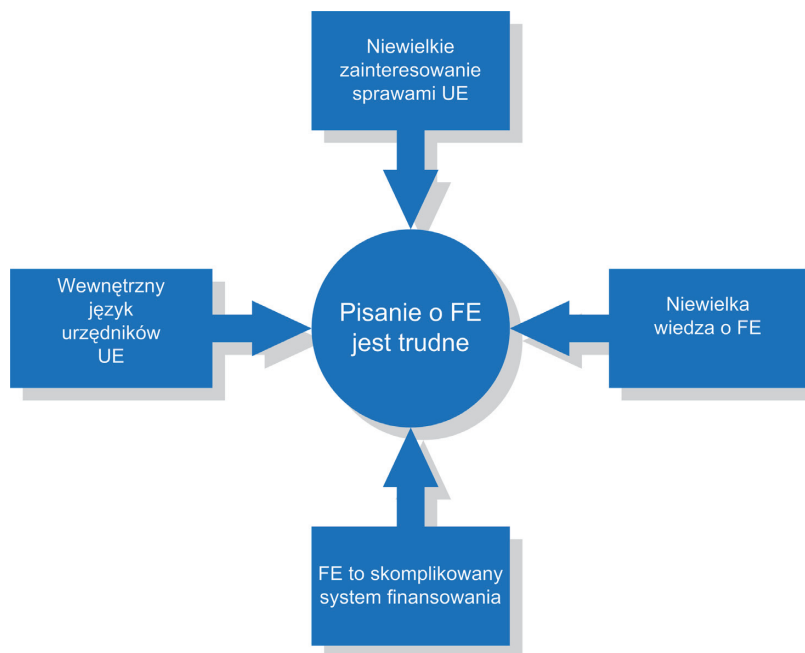 Niewielkie
zainteresowanie
sprawami UE
Wewnętrzny
język
urzędników
UE
Pisanie o FE
jest trudne
Niewielka
wiedza o FE
FE to skomplikowany
system finansowania